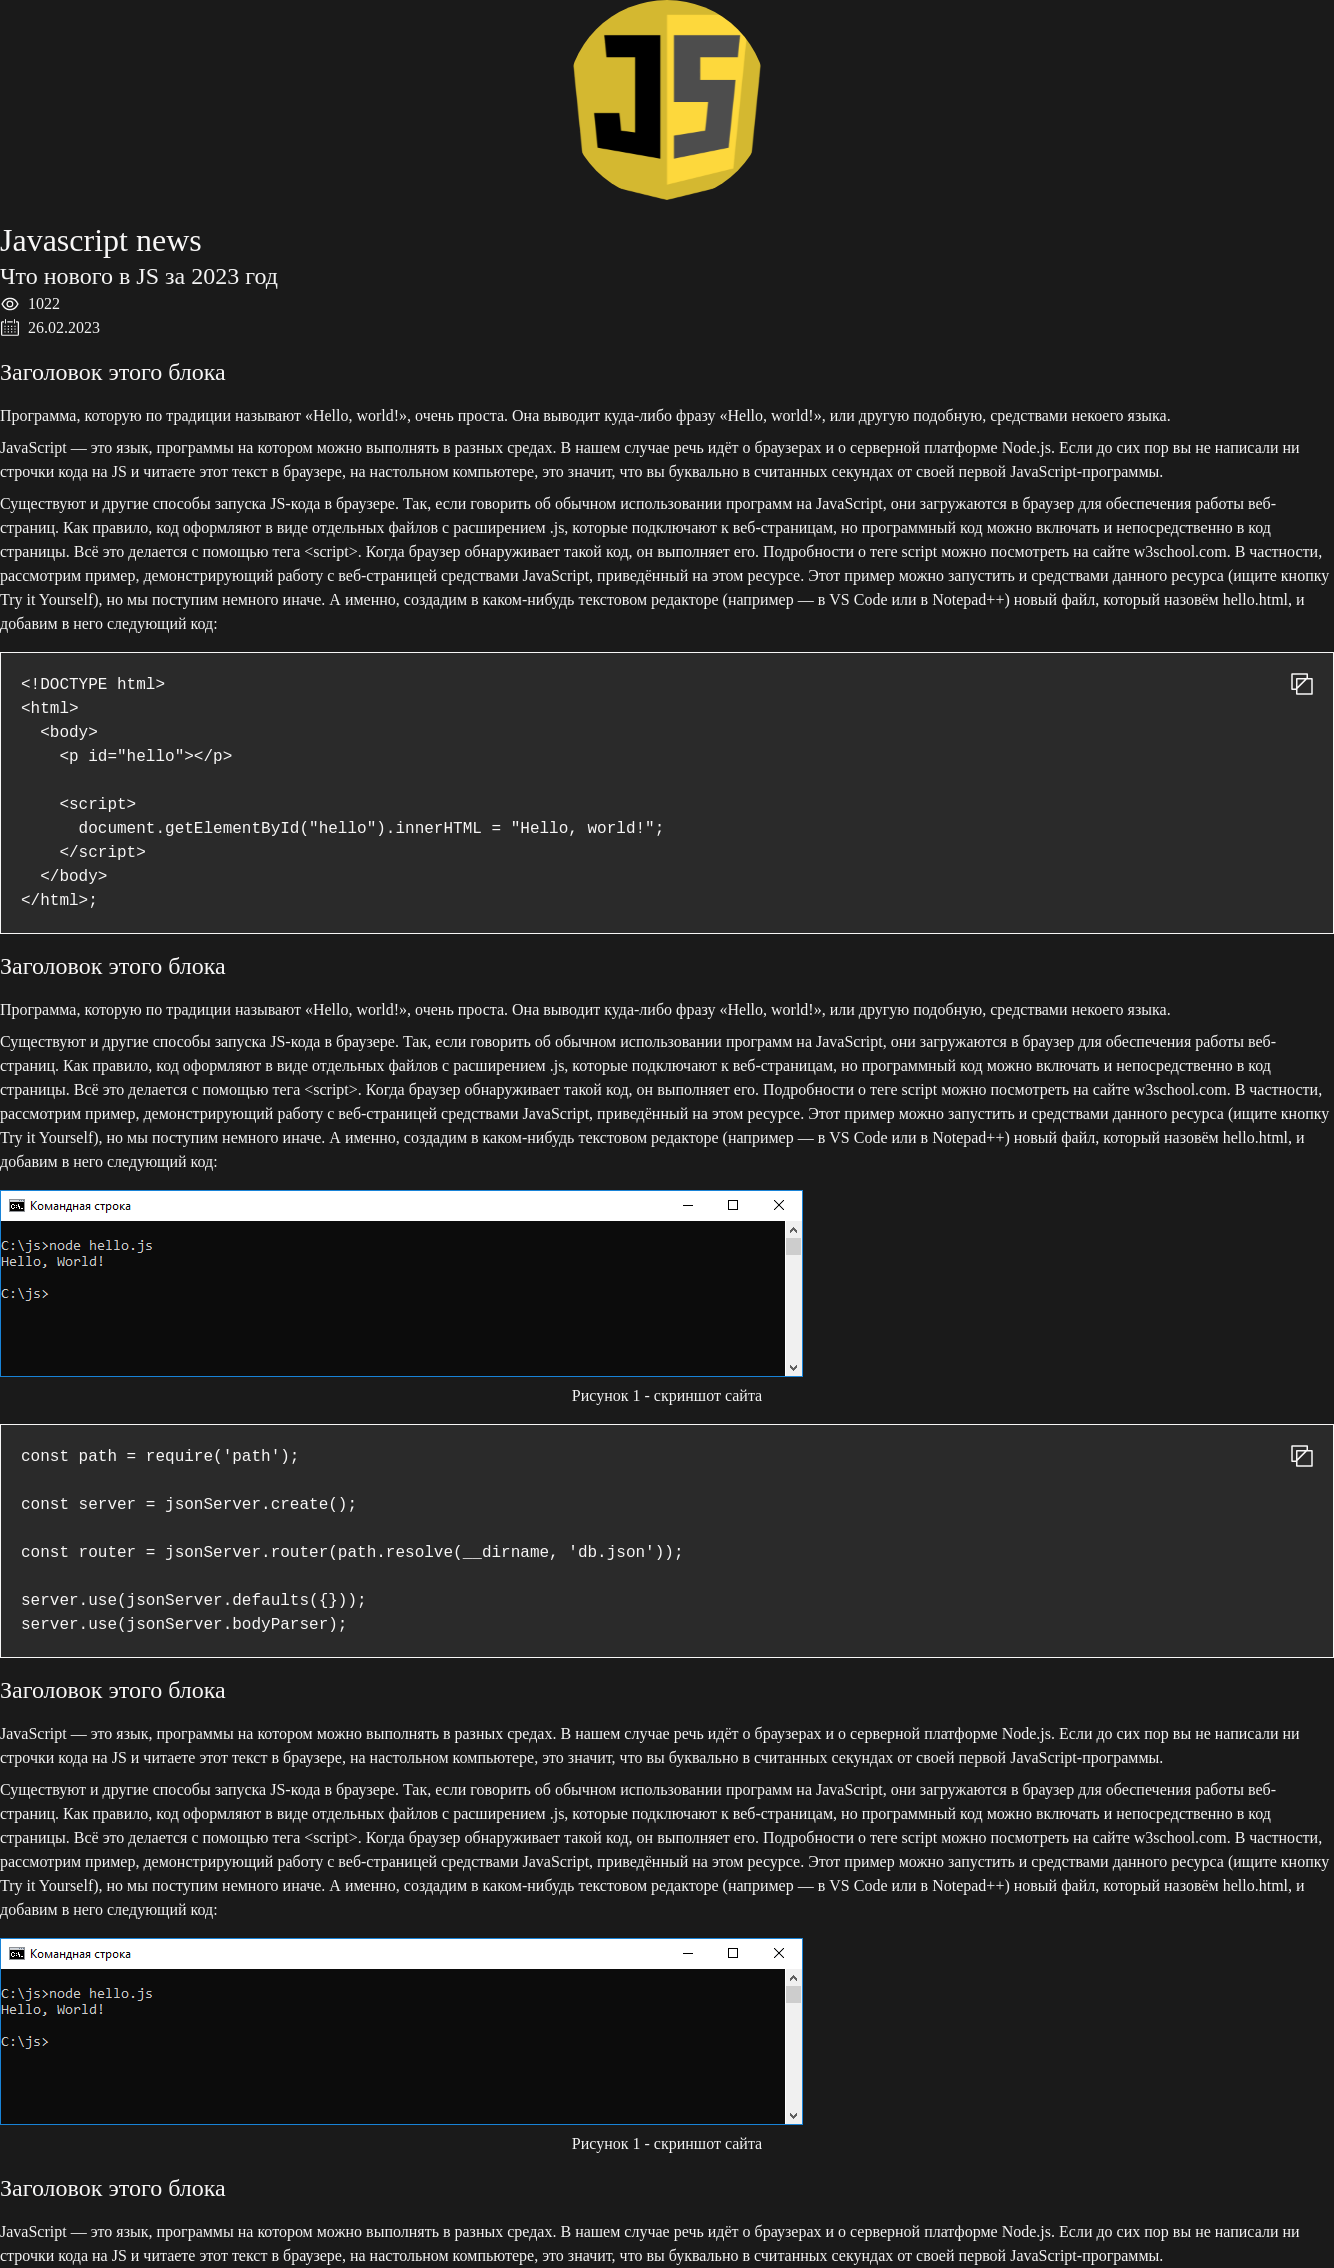 JS
Javascript news
Что нового в JS за 2023 год
1022
26.02.2023
Заголовок этого блока
Программа, которую по традиции называют «Hello, world!», очень проста. Она выводит куда-либо фразу «Hello, world!», или другую подобную, средствами некоего языка.
JavaScript — это язык, программы на котором можно выполнять в разных средах. В нашем случае речь идёт о браузерах и о серверной платформе Node.js. Если до сих пор вы не написали ни
строчки кода на JS и читаете этот текст в браузере, на настольном компьютере, это значит, что вы буквально в считанных секундах от своей первой JavaScript-программы.
Существуют и другие способы запуска JS-кода в браузере. Так, если говорить об обычном использовании программ на JavaScript, они загружаются в браузер для обеспечения работы веб-
страниц. Как правило, код оформляют в виде отдельных файлов с расширением .js, которые подключают к веб-страницам, но программный код можно включать и непосредственно в код
страницы. Всё это делается с помощью тега <script>. Когда браузер обнаруживает такой код, он выполняет его. Подробности о теге script можно посмотреть на сайте w3school.com. В частности,
рассмотрим пример, демонстрирующий работу с веб-страницей средствами JavaScript, приведённый на этом ресурсе. Этот пример можно запустить и средствами данного ресурса (ищите кнопку
Try it Yourself), но мы поступим немного иначе. А именно, создадим в каком-нибудь текстовом редакторе (например — в VS Code или в Notepad++) новый файл, который назовём hello.html, и
добавим в него следующий код:
<!DOCTYPE html>
<html>
  <body>
    <p id="hello"></p>
    <script>
      document.getElementById("hello").innerHTML = "Hello, world!";
    </script>
  </body>
</html>;
Заголовок этого блока
Программа, которую по традиции называют «Hello, world!», очень проста. Она выводит куда-либо фразу «Hello, world!», или другую подобную, средствами некоего языка.
Существуют и другие способы запуска JS-кода в браузере. Так, если говорить об обычном использовании программ на JavaScript, они загружаются в браузер для обеспечения работы веб-
страниц. Как правило, код оформляют в виде отдельных файлов с расширением .js, которые подключают к веб-страницам, но программный код можно включать и непосредственно в код
страницы. Всё это делается с помощью тега <script>. Когда браузер обнаруживает такой код, он выполняет его. Подробности о теге script можно посмотреть на сайте w3school.com. В частности,
рассмотрим пример, демонстрирующий работу с веб-страницей средствами JavaScript, приведённый на этом ресурсе. Этот пример можно запустить и средствами данного ресурса (ищите кнопку
Try it Yourself), но мы поступим немного иначе. А именно, создадим в каком-нибудь текстовом редакторе (например — в VS Code или в Notepad++) новый файл, который назовём hello.html, и
добавим в него следующий код:
Командная строка
C:\js>node hello.js
Hello, World!
C:\js>
Рисунок 1 - скриншот сайта
const path = require('path');
const server = jsonServer.create();
const router = jsonServer.router(path.resolve(__dirname, 'db.json'));
server.use(jsonServer.defaults({}));
server.use(jsonServer.bodyParser);
Заголовок этого блока
JavaScript — это язык, программы на котором можно выполнять в разных средах. В нашем случае речь идёт о браузерах и о серверной платформе Node.js. Если до сих пор вы не написали ни
строчки кода на JS и читаете этот текст в браузере, на настольном компьютере, это значит, что вы буквально в считанных секундах от своей первой JavaScript-программы.
Существуют и другие способы запуска JS-кода в браузере. Так, если говорить об обычном использовании программ на JavaScript, они загружаются в браузер для обеспечения работы веб-
страниц. Как правило, код оформляют в виде отдельных файлов с расширением .js, которые подключают к веб-страницам, но программный код можно включать и непосредственно в код
страницы. Всё это делается с помощью тега <script>. Когда браузер обнаруживает такой код, он выполняет его. Подробности о теге script можно посмотреть на сайте w3school.com. В частности,
рассмотрим пример, демонстрирующий работу с веб-страницей средствами JavaScript, приведённый на этом ресурсе. Этот пример можно запустить и средствами данного ресурса (ищите кнопку
Try it Yourself), но мы поступим немного иначе. А именно, создадим в каком-нибудь текстовом редакторе (например — в VS Code или в Notepad++) новый файл, который назовём hello.html, и
добавим в него следующий код:
Командная строка
C:\js>node hello.js
Hello, World!
C:\js>
Рисунок 1 - скриншот сайта
Заголовок этого блока
JavaScript — это язык, программы на котором можно выполнять в разных средах. В нашем случае речь идёт о браузерах и о серверной платформе Node.js. Если до сих пор вы не написали ни
строчки кода на JS и читаете этот текст в браузере, на настольном компьютере, это значит, что вы буквально в считанных секундах от своей первой JavaScript-программы.